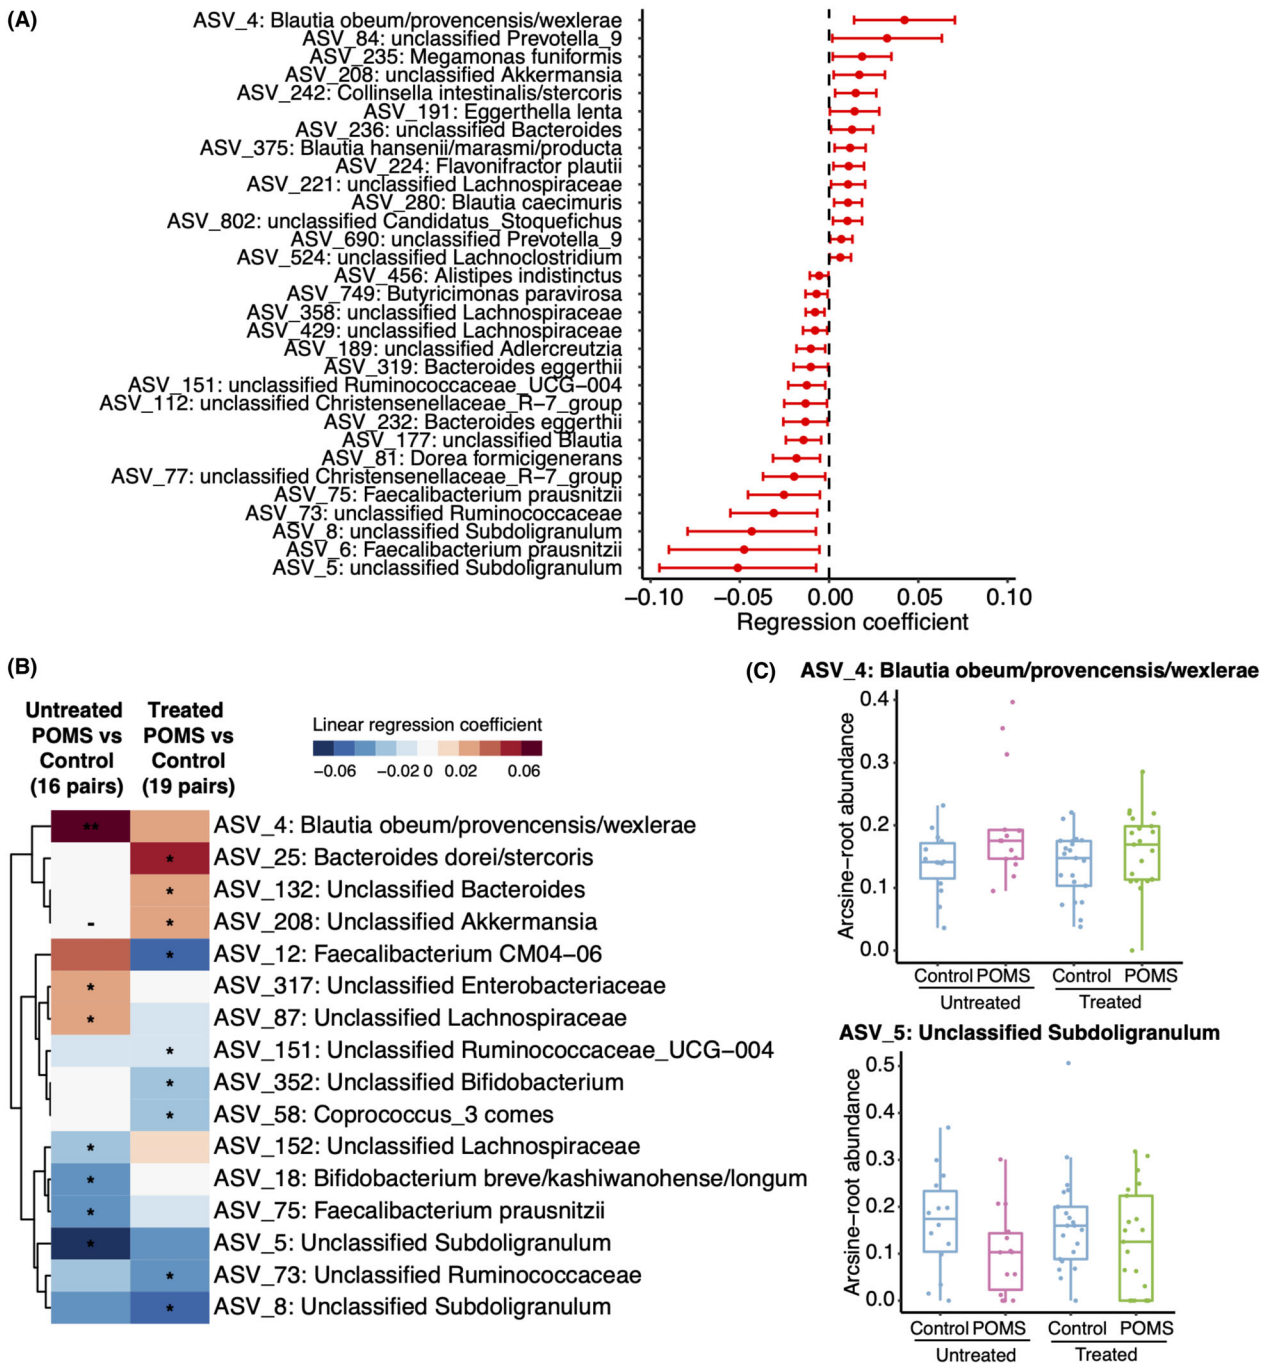 (A)
ASV_4: Blautia obeum/provencensis/wexlerae
ASV_84: unclassified Prevotella_9
ASV_235: Megamonas funiformis
ASV_208: unclassified Akkermansia
ASV_242: Collinsella intestinalis/stercoris
ASV_191: Eggerthella lenta
ASV_236: unclassified Bacteroides
ASV_375: Blautia hansenii/marasmi/producta
ASV_224: Flavonifractor plautii
ASV_221: unclassified Lachnospiraceae
ASV_280: Blautia caecimuris
ASV_802: unclassified Candidatus_Stoquefichus
ASV_690: unclassified Prevotella_9
ASV_524: unclassified Lachnoclostridium
ASV_456: Alistipes indistinctus
ASV_749: Butyricimonas paravirosa
ASV_358: unclassified Lachnospiraceae
ASV_429: unclassified Lachnospiraceae
ASV_189: unclassified Adlercreutzia
ASV_319: Bacteroides eggerthii
ASV_151: unclassified Ruminococcaceae_UCG−004
ASV_112: unclassified Christensenellaceae_R−7_group
ASV_232: Bacteroides eggerthii
ASV_177: unclassified Blautia
ASV_81: Dorea formicigenerans
ASV_77: unclassified Christensenellaceae_R−7_group
ASV_75: Faecalibacterium prausnitzii
ASV_73: unclassified Ruminococcaceae
ASV_8: unclassified Subdoligranulum
ASV_6: Faecalibacterium prausnitzii
ASV_5: unclassified Subdoligranulum
−0.10 −0.05 0.00 0.05 0.10
Regression coefficient
(B)
Untreated POMS vs Control (16 pairs)
Treated POMS vs Control (19 pairs)
Linear regression coefficient
−0.06 −0.02 0 0.02 0.06
** ASV_4: Blautia obeum/provencensis/wexlerae
* ASV_25: Bacteroides dorei/stercoris
* ASV_132: Unclassified Bacteroides
- * ASV_208: Unclassified Akkermansia
* ASV_12: Faecalibacterium CM04−06
* ASV_317: Unclassified Enterobacteriaceae
* ASV_87: Unclassified Lachnospiraceae
* ASV_151: Unclassified Ruminococcaceae_UCG−004
* ASV_352: Unclassified Bifidobacterium
* ASV_58: Coprococcus_3 comes
* ASV_152: Unclassified Lachnospiraceae
* ASV_18: Bifidobacterium breve/kashiwanohense/longum
* ASV_75: Faecalibacterium prausnitzii
* ASV_5: Unclassified Subdoligranulum
* ASV_73: Unclassified Ruminococcaceae
* ASV_8: Unclassified Subdoligranulum
(C)
ASV_4: Blautia obeum/provencensis/wexlerae
Arcsine−root abundance
0.4
0.3
0.2
0.1
0.0
Control POMS Control POMS
Untreated Treated
ASV_5: Unclassified Subdoligranulum
Arcsine−root abundance
0.5
0.4
0.3
0.2
0.1
0.0
Control POMS Control POMS
Untreated Treated